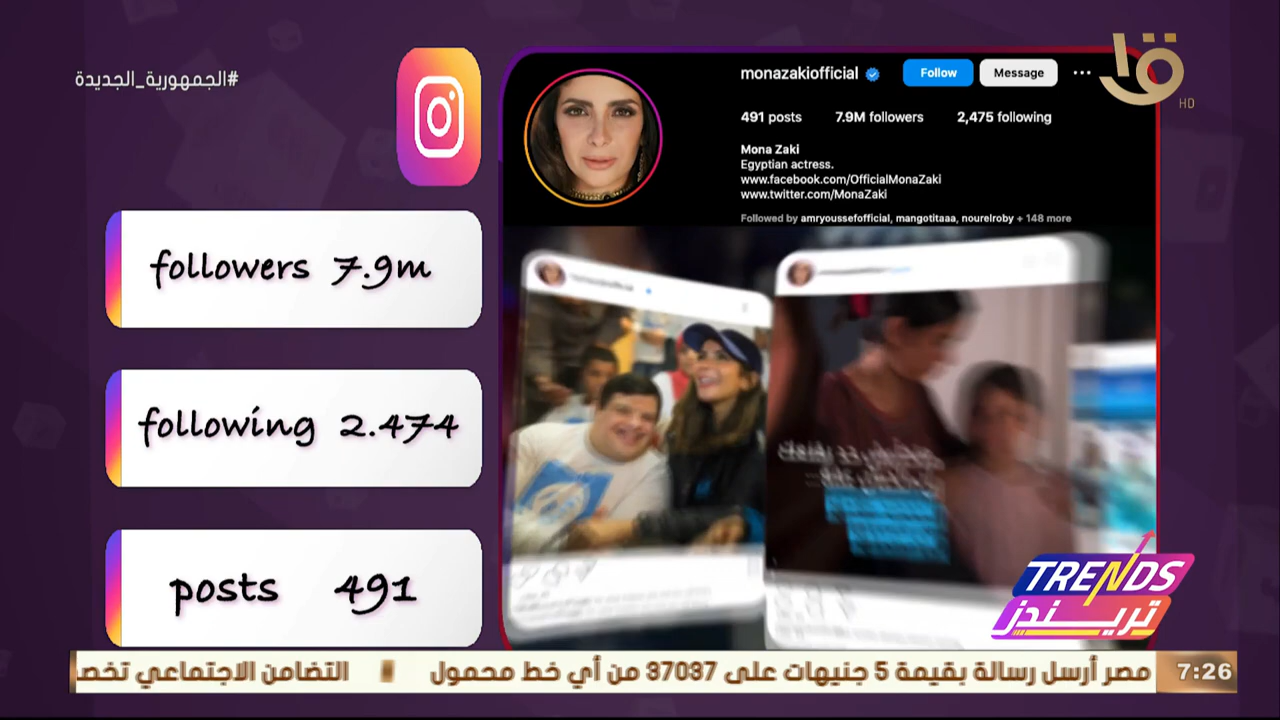 #الجمهورية_الجديدة
HD
monazakiofficial
Follow
Message
491 posts
7.9M followers
2,475 following
Mona Zaki
Egyptian actress.
www.facebook.com/OfficialMonaZaki
www.twitter.com/MonaZaki
Followed by amryoussefofficial, mangotitaaa, nourelroby + 148 more
followers 7.9m
following 2.474
posts 491
TRENDS
تريندز
مصر أرسل رسالة بقيمة 5 جنيهات على 37037 من أي خط محمول
التضامن الاجتماعي تخص
7:26